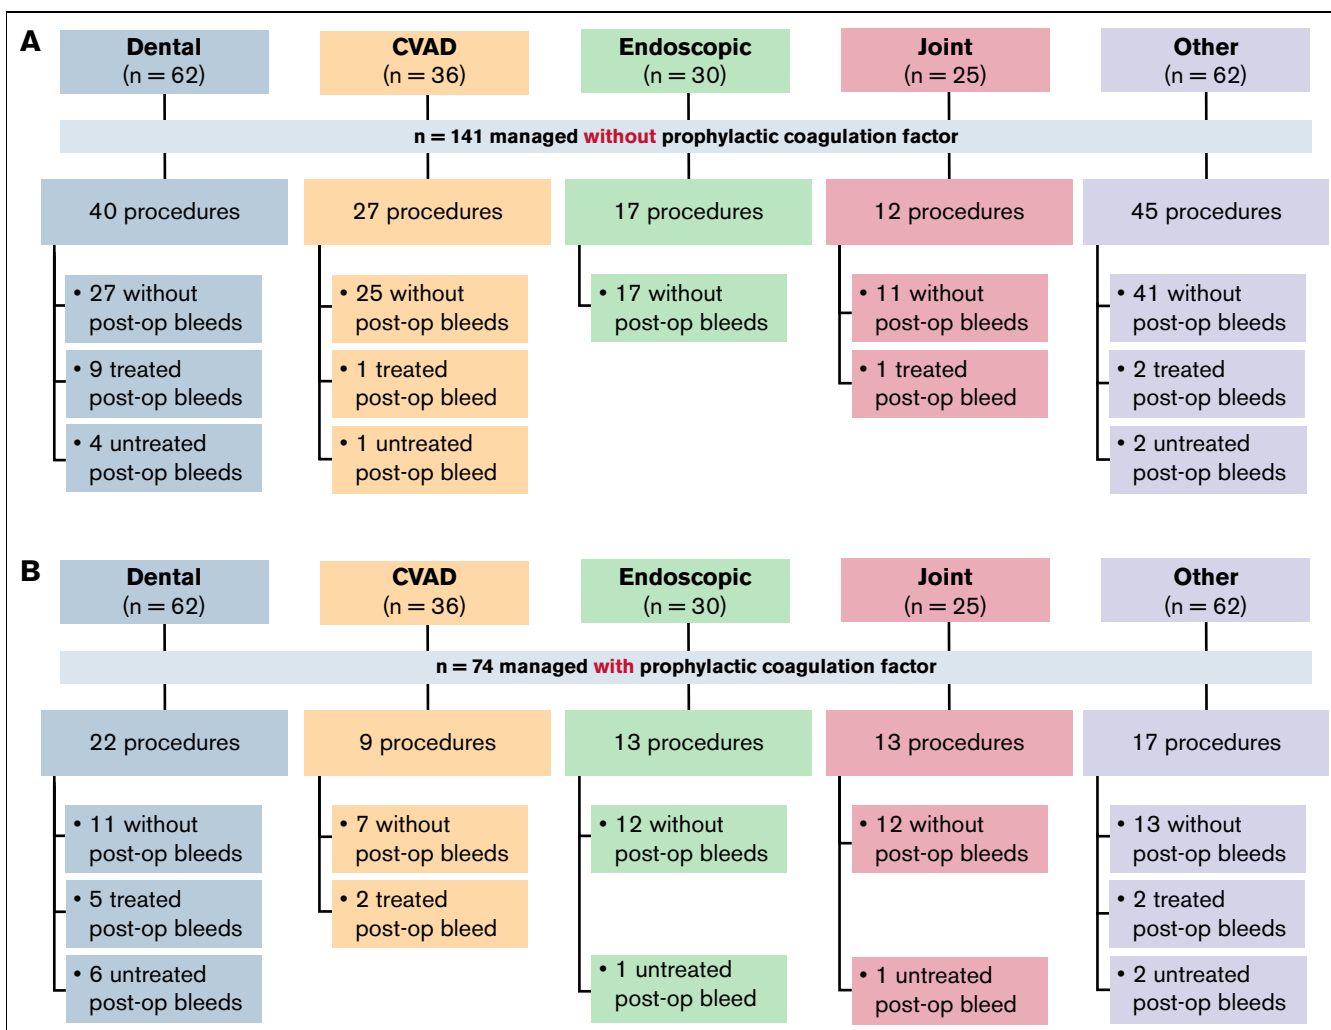 A
Dental
(n = 62)
CVAD
(n = 36)
Endoscopic
(n = 30)
Joint
(n = 25)
Other
(n = 62)
n = 141 managed without prophylactic coagulation factor
40 procedures
27 procedures
17 procedures
12 procedures
45 procedures
• 27 without
post-op bleeds
• 9 treated
post-op bleeds
• 4 untreated
post-op bleeds
• 25 without
post-op bleeds
• 1 treated
post-op bleed
• 1 untreated
post-op bleed
• 17 without
post-op bleeds
• 11 without
post-op bleeds
• 1 treated
post-op bleed
• 41 without
post-op bleeds
• 2 treated
post-op bleeds
• 2 untreated
post-op bleeds
B
Dental
(n = 62)
CVAD
(n = 36)
Endoscopic
(n = 30)
Joint
(n = 25)
Other
(n = 62)
n = 74 managed with prophylactic coagulation factor
22 procedures
9 procedures
13 procedures
13 procedures
17 procedures
• 11 without
post-op bleeds
• 5 treated
post-op bleeds
• 6 untreated
post-op bleeds
• 7 without
post-op bleeds
• 2 treated
post-op bleed
• 12 without
post-op bleeds
• 1 untreated
post-op bleed
• 12 without
post-op bleeds
• 1 untreated
post-op bleed
• 13 without
post-op bleeds
• 2 treated
post-op bleeds
• 2 untreated
post-op bleeds